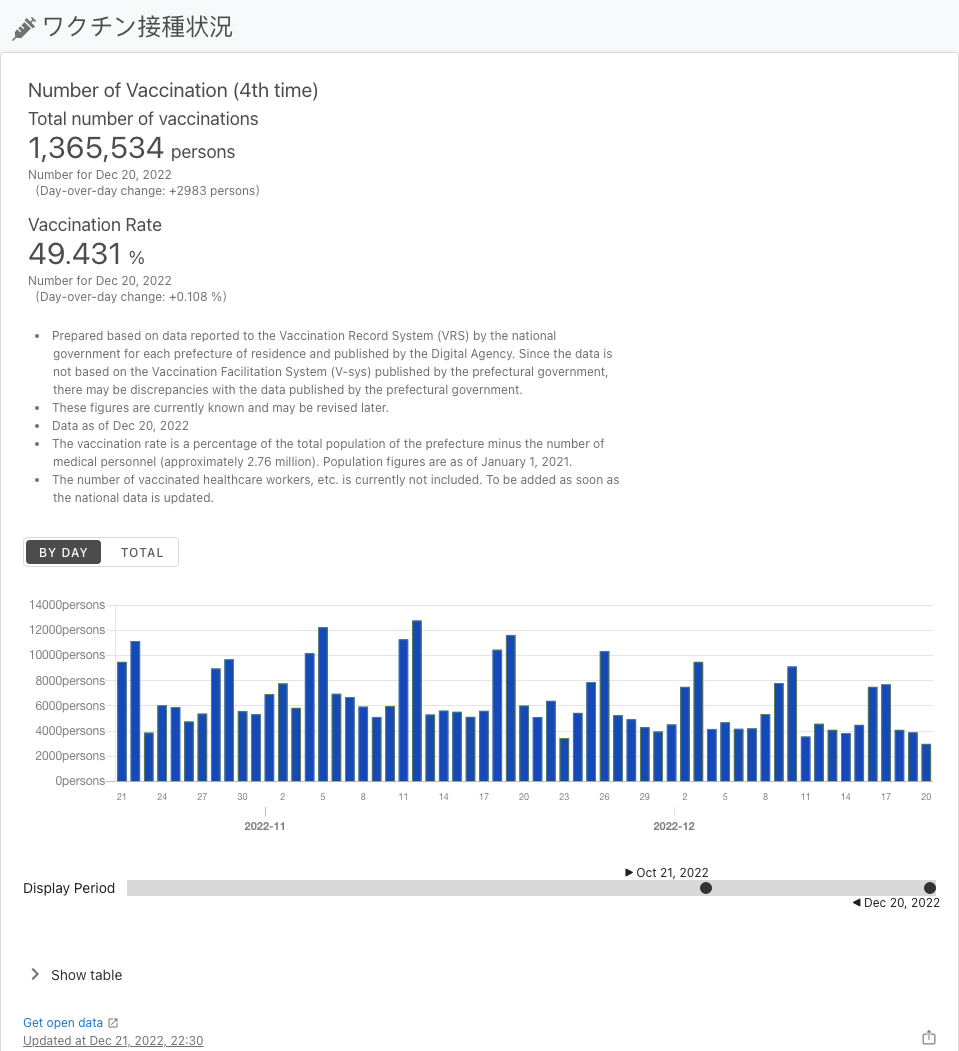 ワクチン接種状況
Number of Vaccination (4th time)
Total number of vaccinations
1,365,534 persons
Number for Dec 20, 2022
(Day-over-day change: +2983 persons)
Vaccination Rate
49.431 %
Number for Dec 20, 2022
(Day-over-day change: +0.108 %)
• Prepared based on data reported to the Vaccination Record System (VRS) by the national
government for each prefecture of residence and published by the Digital Agency. Since the data is
not based on the Vaccination Facilitation System (V-sys) published by the prefectural government,
there may be discrepancies with the data published by the prefectural government.
• These figures are currently known and may be revised later.
• Data as of Dec 20, 2022
• The vaccination rate is a percentage of the total population of the prefecture minus the number of
medical personnel (approximately 2.76 million). Population figures are as of January 1, 2021.
• The number of vaccinated healthcare workers, etc. is currently not included. To be added as soon as
the national data is updated.
BY DAY TOTAL
14000persons
12000persons
10000persons
8000persons
6000persons
4000persons
2000persons
0persons
21 24 27 30 2 5 8 11 14 17 20 23 26 29 2 5 8 11 14 17 20
2022-11 2022-12
Oct 21, 2022
Display Period
Dec 20, 2022
Show table
Get open data
Updated at Dec 21, 2022, 22:30